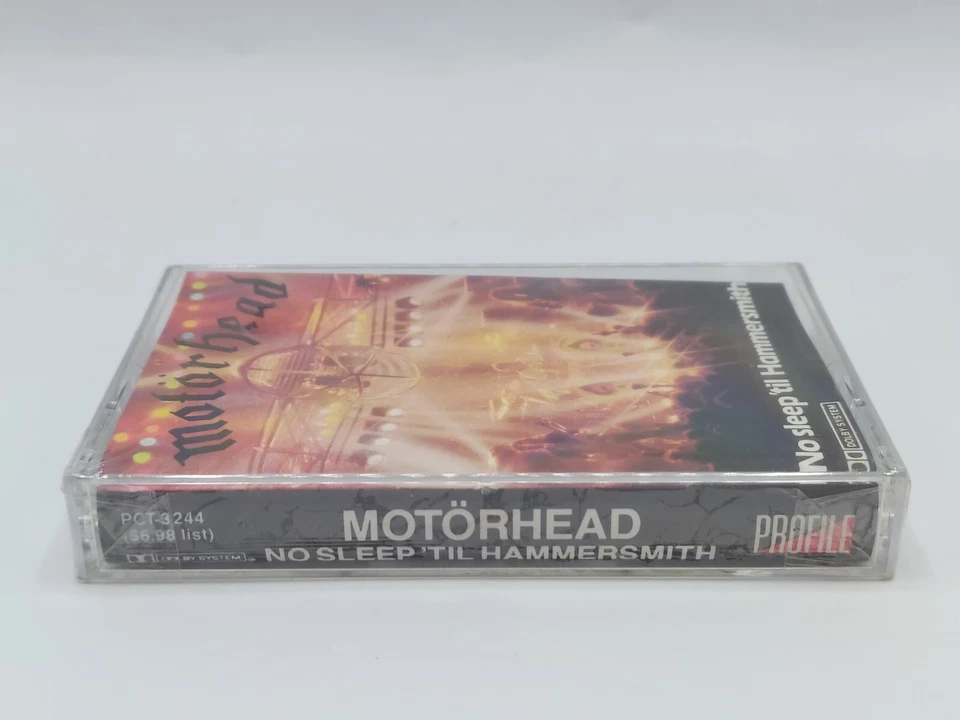 motörhead
No sleep 'til Hammersmith
DOLBY SYSTEM
PCT-3244
($6.98 list)
DOLBY SYSTEM
MOTÖRHEAD
NO SLEEP 'TIL HAMMERSMITH
PROFILE